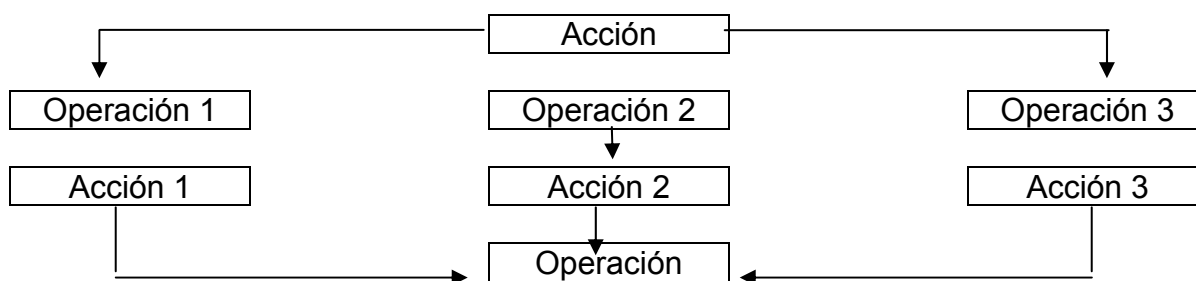 Acción
Operación 1
Operación 2
Operación 3
Acción 1
Acción 2
Acción 3
Operación